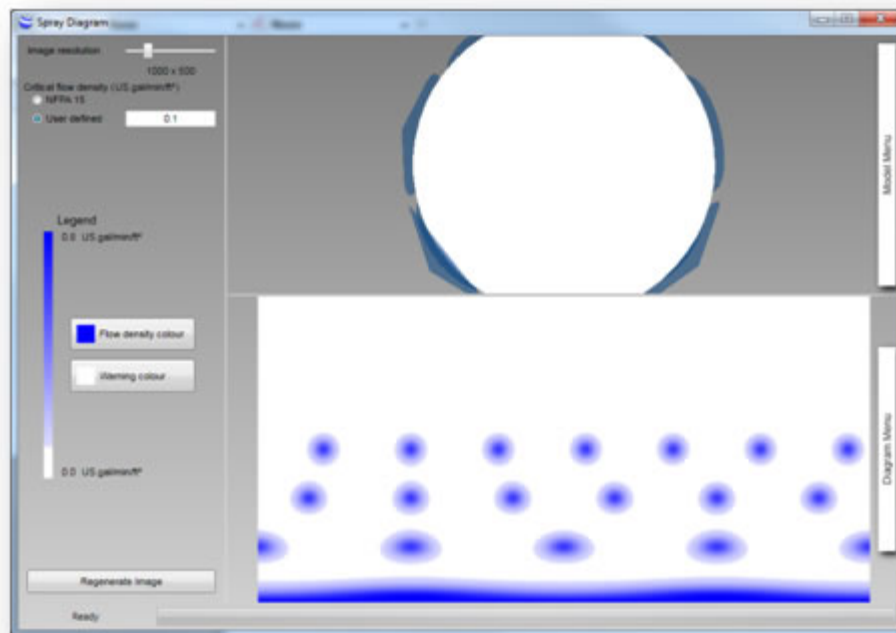 Spray Diagram
Image resolution
1000 x 500
Critical flow density (US.gal/min/ft²)
NFPA 15
User defined
0.1
Legend
0.8 US.gal/min/ft²
Flow density colour
Warning colour
0.0 US.gal/min/ft²
Regenerate Image
Ready
Model Menu
Diagram Menu